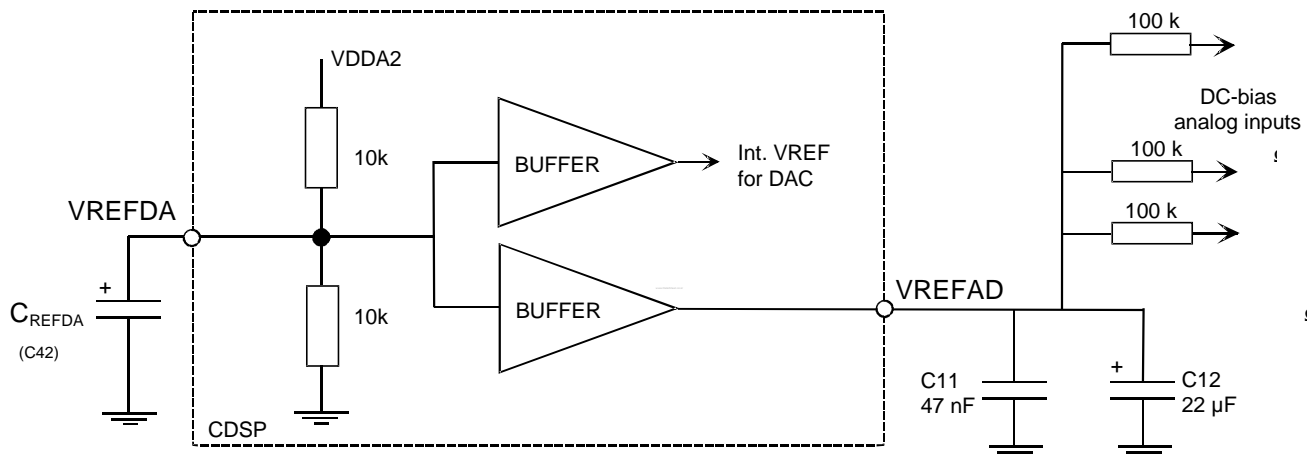 100 k
VDDA2
DC-bias
analog inputs
10k
BUFFER
Int. VREF
for DAC
100 k
VREFDA
100 k
+
C REFDA
(C42)
10k
BUFFER
VREFAD
C11
47 nF
+
C12
22 µF
CDSP